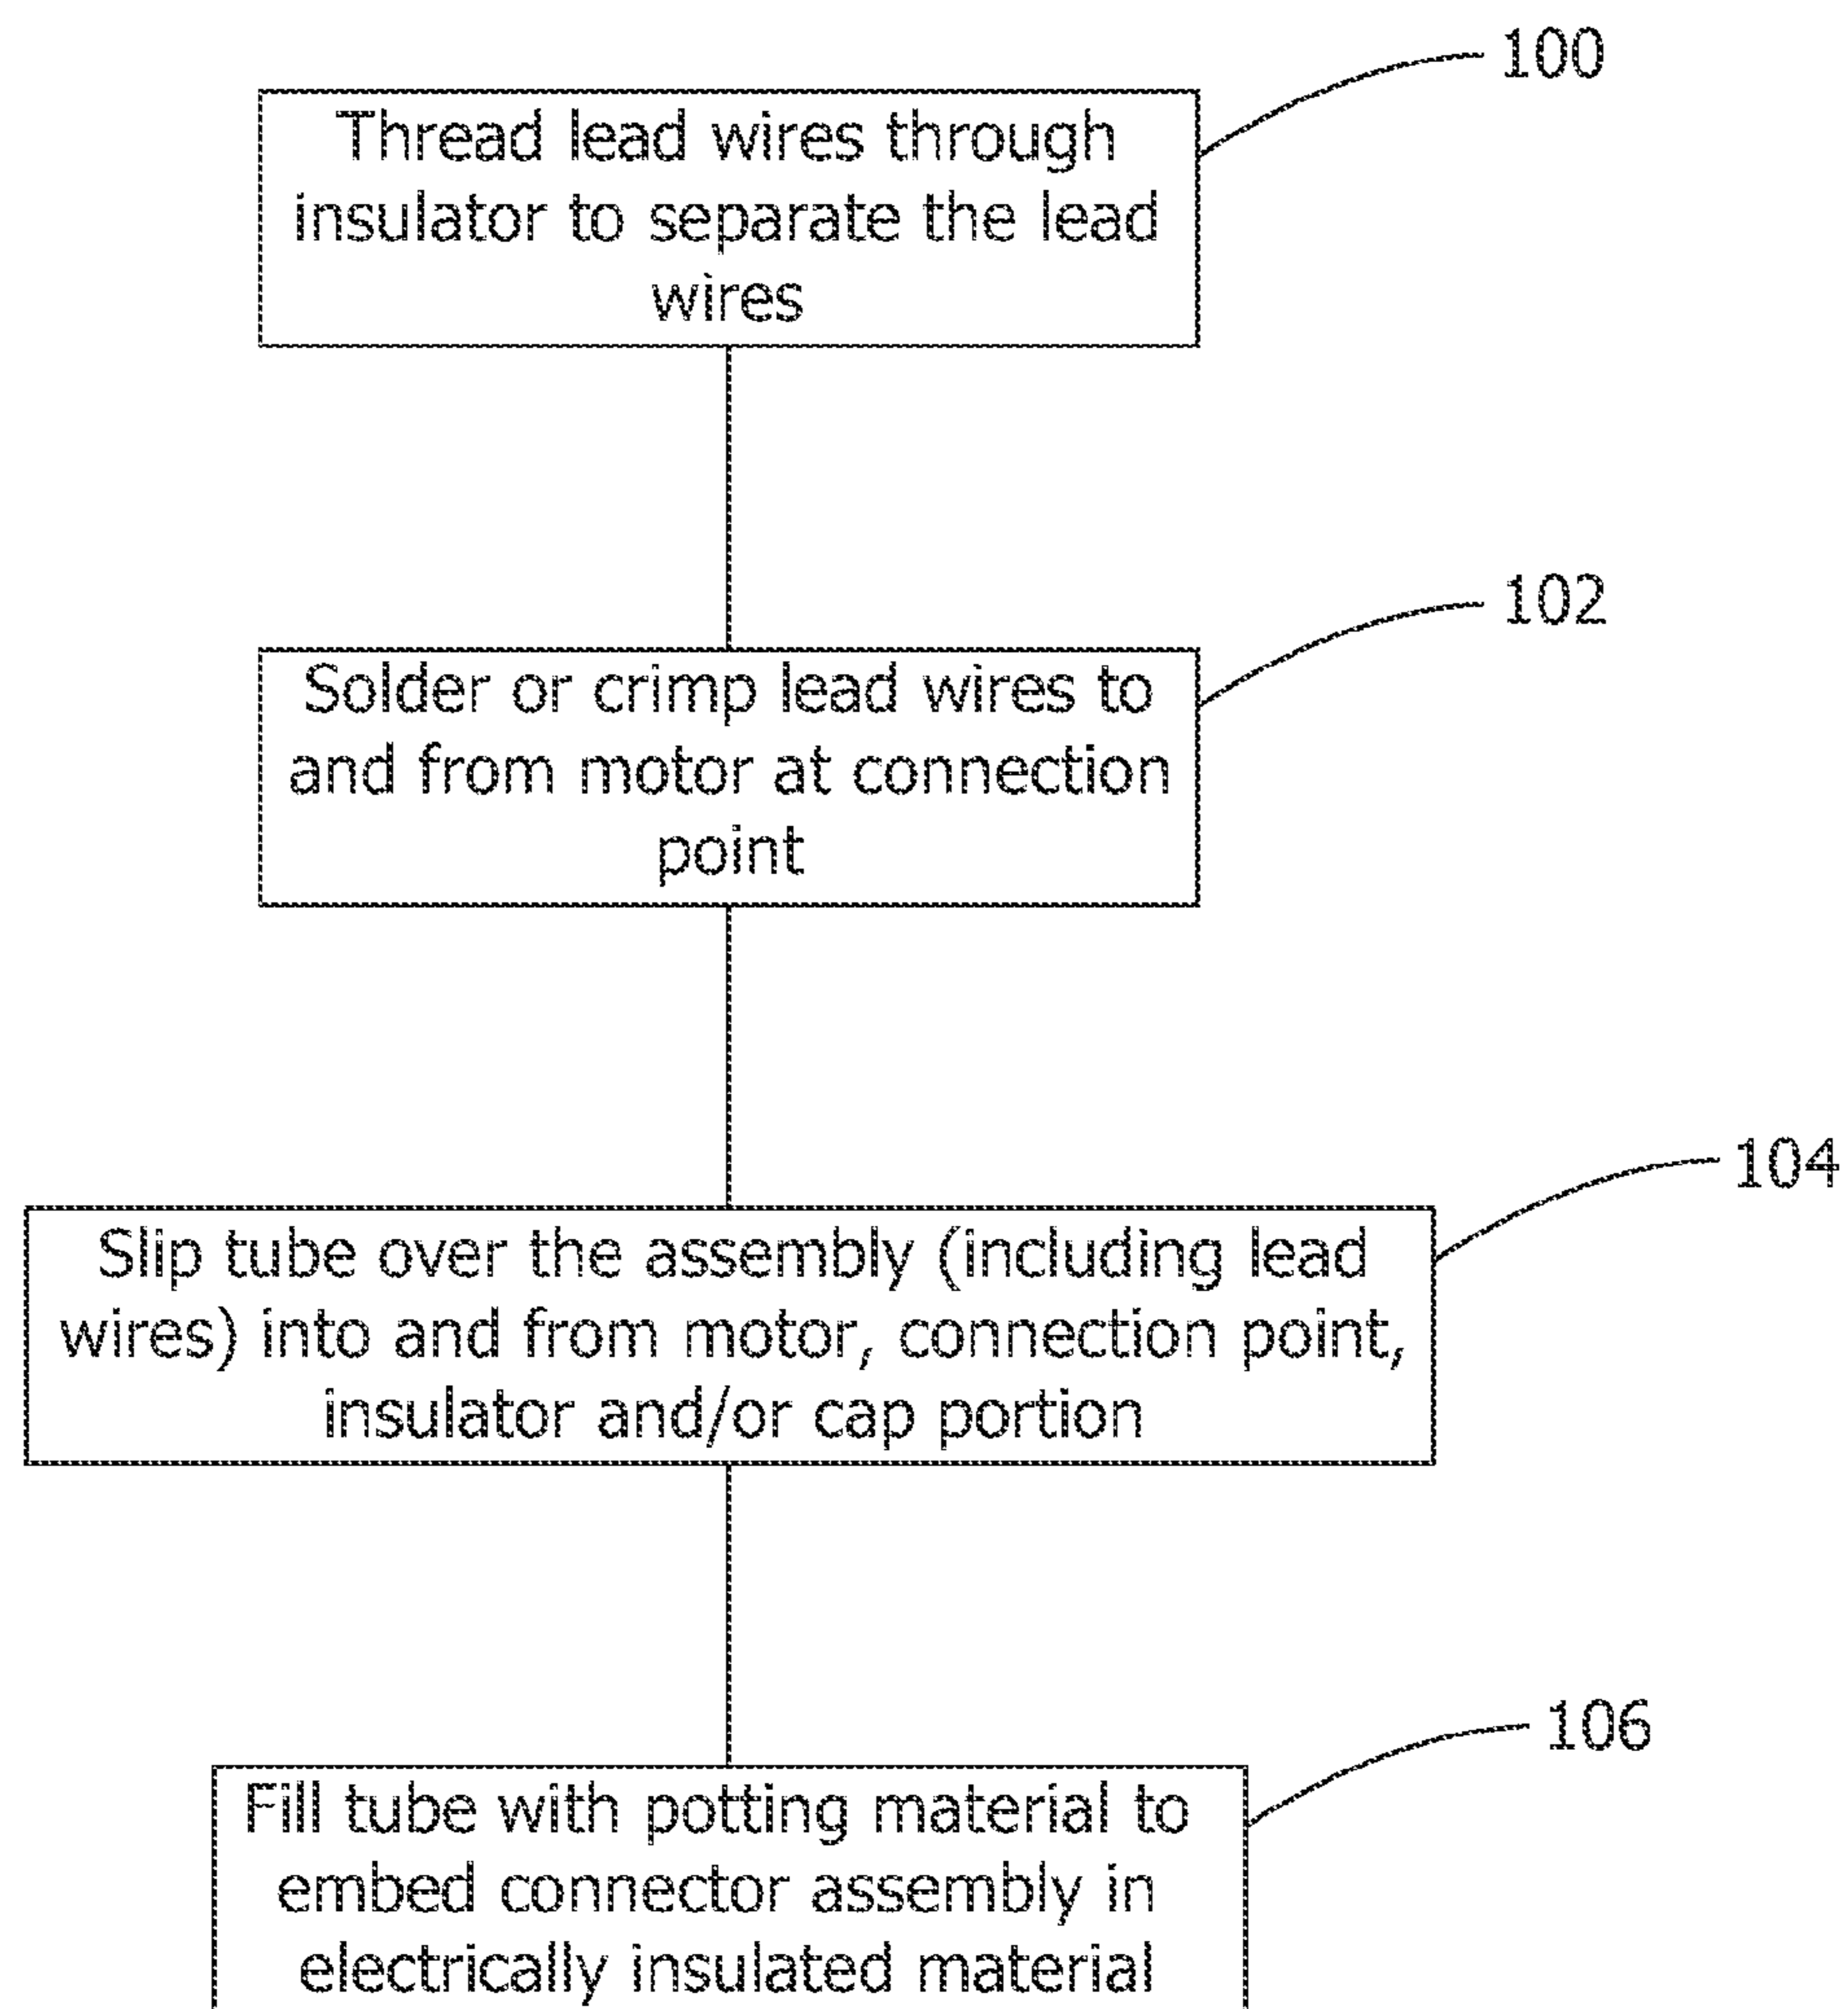 100
Thread lead wires through
insulator to separate the lead
wires
102
Solder or crimp lead wires to
and from motor at connection
point
104
Slip tube over the assembly (including lead
wires) into and from motor, connection point,
insulator and/or cap portion
106
Fill tube with potting material to
embed connector assembly in
electrically insulated material